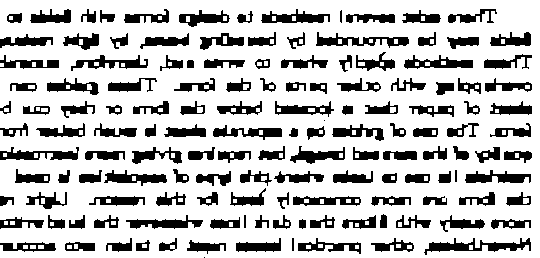 There exist several methods to design forms with fields to
fields may be surrounded by bounding boxes, by light
These methods specify where to write and, therefore,
overlapping with other parts of the form. These guides can
sheet of paper that is located below the form or they can b
form. The use of guides on a separate sheet is much better from
quality of the scanned image, but requires giving more
restricts its use to tasks where this type of acquisition is used
the form are more commonly used for this reason. Light
more easily with filters than dark lines whenever the
Nevertheless, other practical issues must be taken into account